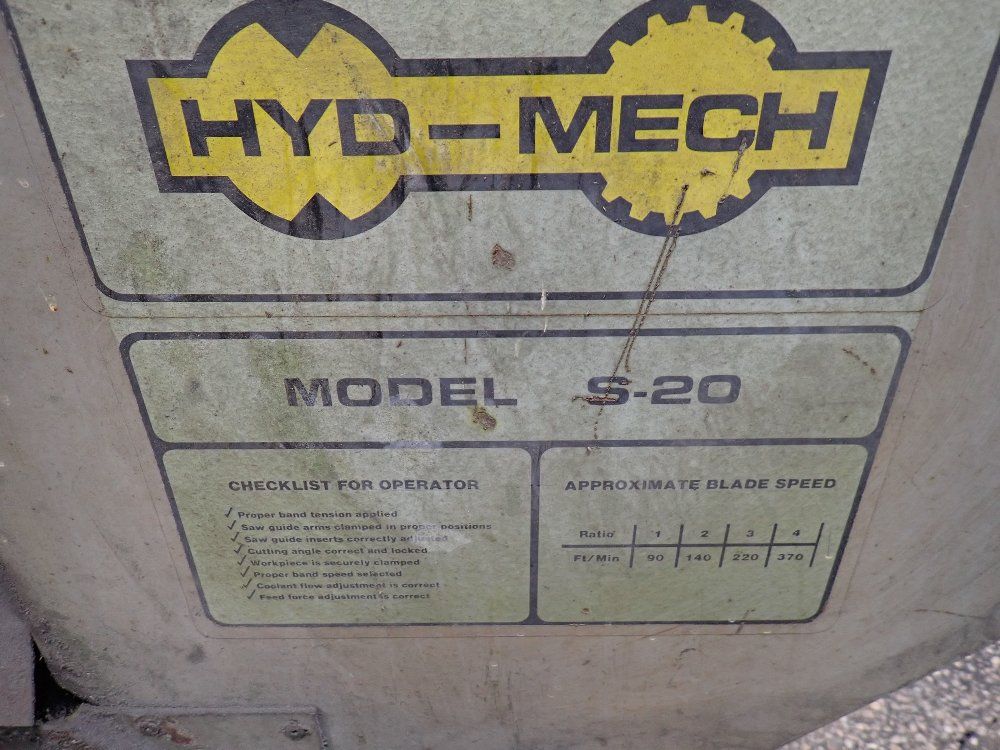 HYD-MECH
MODEL S-20
CHECKLIST FOR OPERATOR
✓ Proper band tension applied
✓ Saw guide arms clamped in proper positions
✓ Saw guide inserts correctly adjusted
✓ Cutting angle correct and locked
✓ Workpiece is securely clamped
✓ Proper band speed selected
✓ Coolant flow adjustment is correct
✓ Feed force adjustment is correct
APPROXIMATE BLADE SPEED
Ratio 1 2 3 4
Ft/Min 90 140 220 370